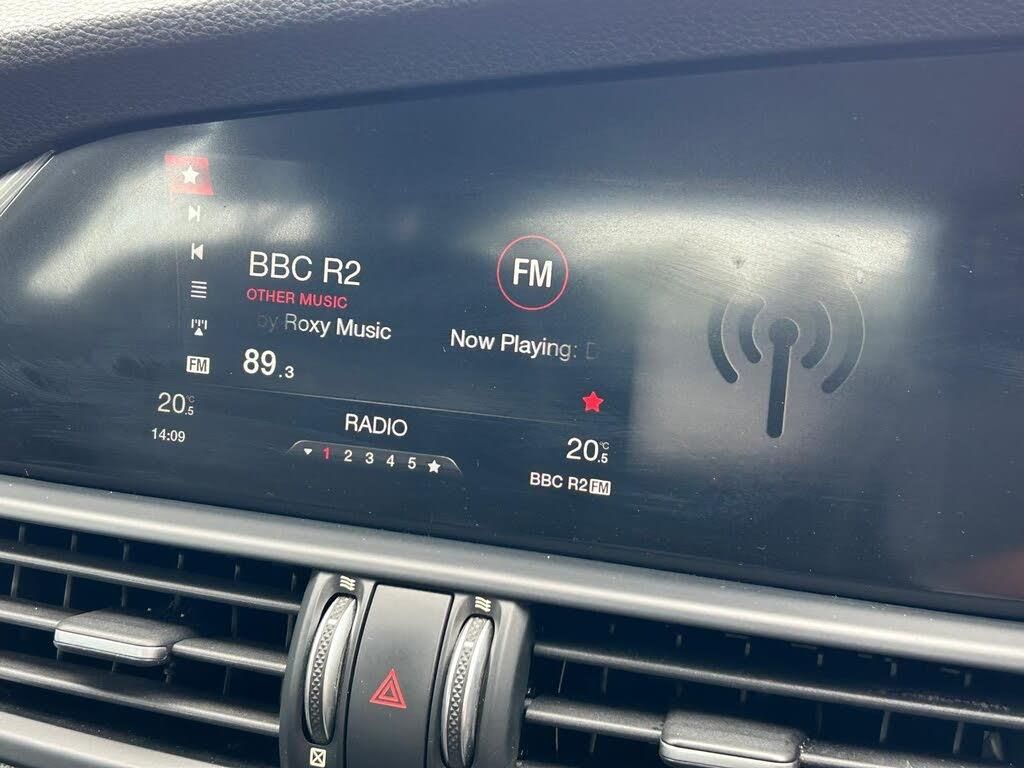 BBC R2
OTHER MUSIC
by Roxy Music
89.3
FM
FM
Now Playing:
20.5°C
14:09
RADIO
1 2 3 4 5
20.5°C
BBC R2 FM